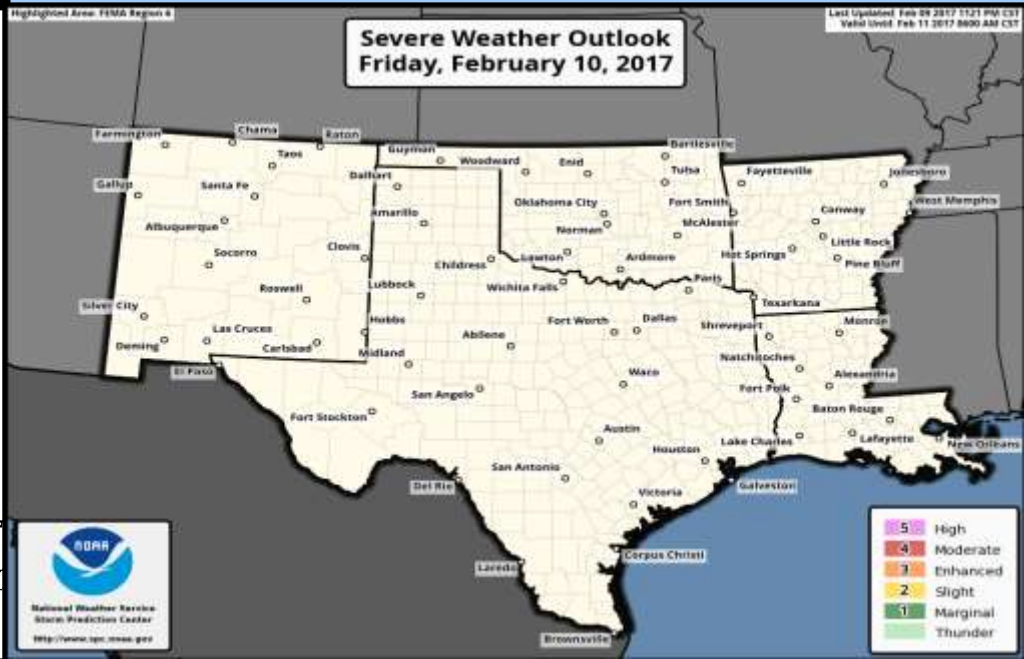 Highlighted Area: FEMA Region 6
Last Updated: Feb 09 2017 1121 PM CST
Valid Until: Feb 11 2017 0600 AM CST
Severe Weather Outlook
Friday, February 10, 2017
Farmington
Chama
Raton
Taos
Guymon
Woodward
Enid
Bartlesville
Gallup
Santa Fe
Dalhart
Tulsa
Fayetteville
Jonesboro
Albuquerque
Amarillo
Oklahoma City
Fort Smith
Conway
West Memphis
Norman
McAlester
Socorro
Clovis
Childress
Lawton
Ardmore
Hot Springs
Little Rock
Pine Bluff
Roswell
Lubbock
Wichita Falls
Paris
Texarkana
Silver City
Las Cruces
Hobbs
Abilene
Fort Worth
Dallas
Shreveport
Monroe
Deming
Carlsbad
Midland
Natchitoches
El Paso
San Angelo
Waco
Alexandria
Fort Polk
Fort Stockton
Baton Rouge
Austin
Houston
Lake Charles
Lafayette
New Orleans
San Antonio
Del Rio
Victoria
Galveston
Corpus Christi
Laredo
Brownsville
NOAA
National Weather Service
Storm Prediction Center
http://www.spc.noaa.gov
5 High
4 Moderate
3 Enhanced
2 Slight
1 Marginal
Thunder